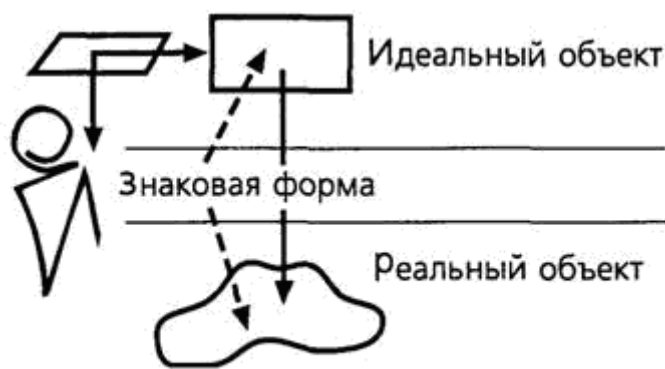 Идеальный объект
Знаковая форма
Реальный объект